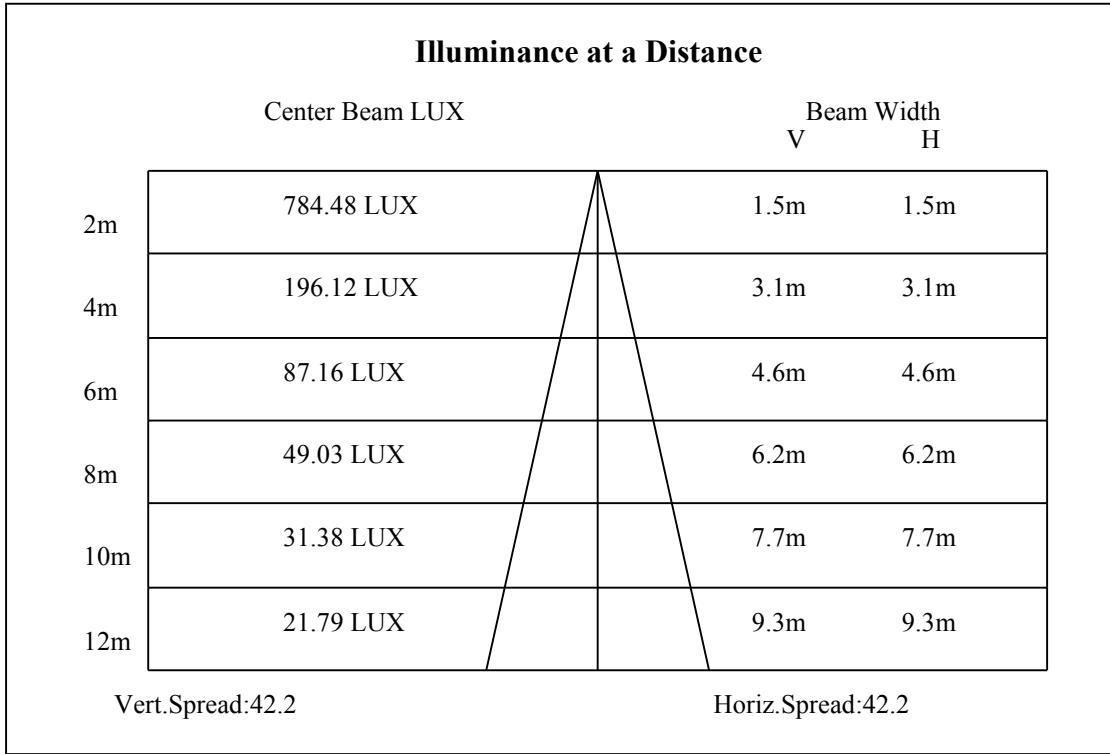 Illuminance at a Distance
Center Beam LUX Beam Width
V H
2m 784.48 LUX 1.5m 1.5m
4m 196.12 LUX 3.1m 3.1m
6m 87.16 LUX 4.6m 4.6m
8m 49.03 LUX 6.2m 6.2m
10m 31.38 LUX 7.7m 7.7m
12m 21.79 LUX 9.3m 9.3m
Vert.Spread:42.2 Horiz.Spread:42.2